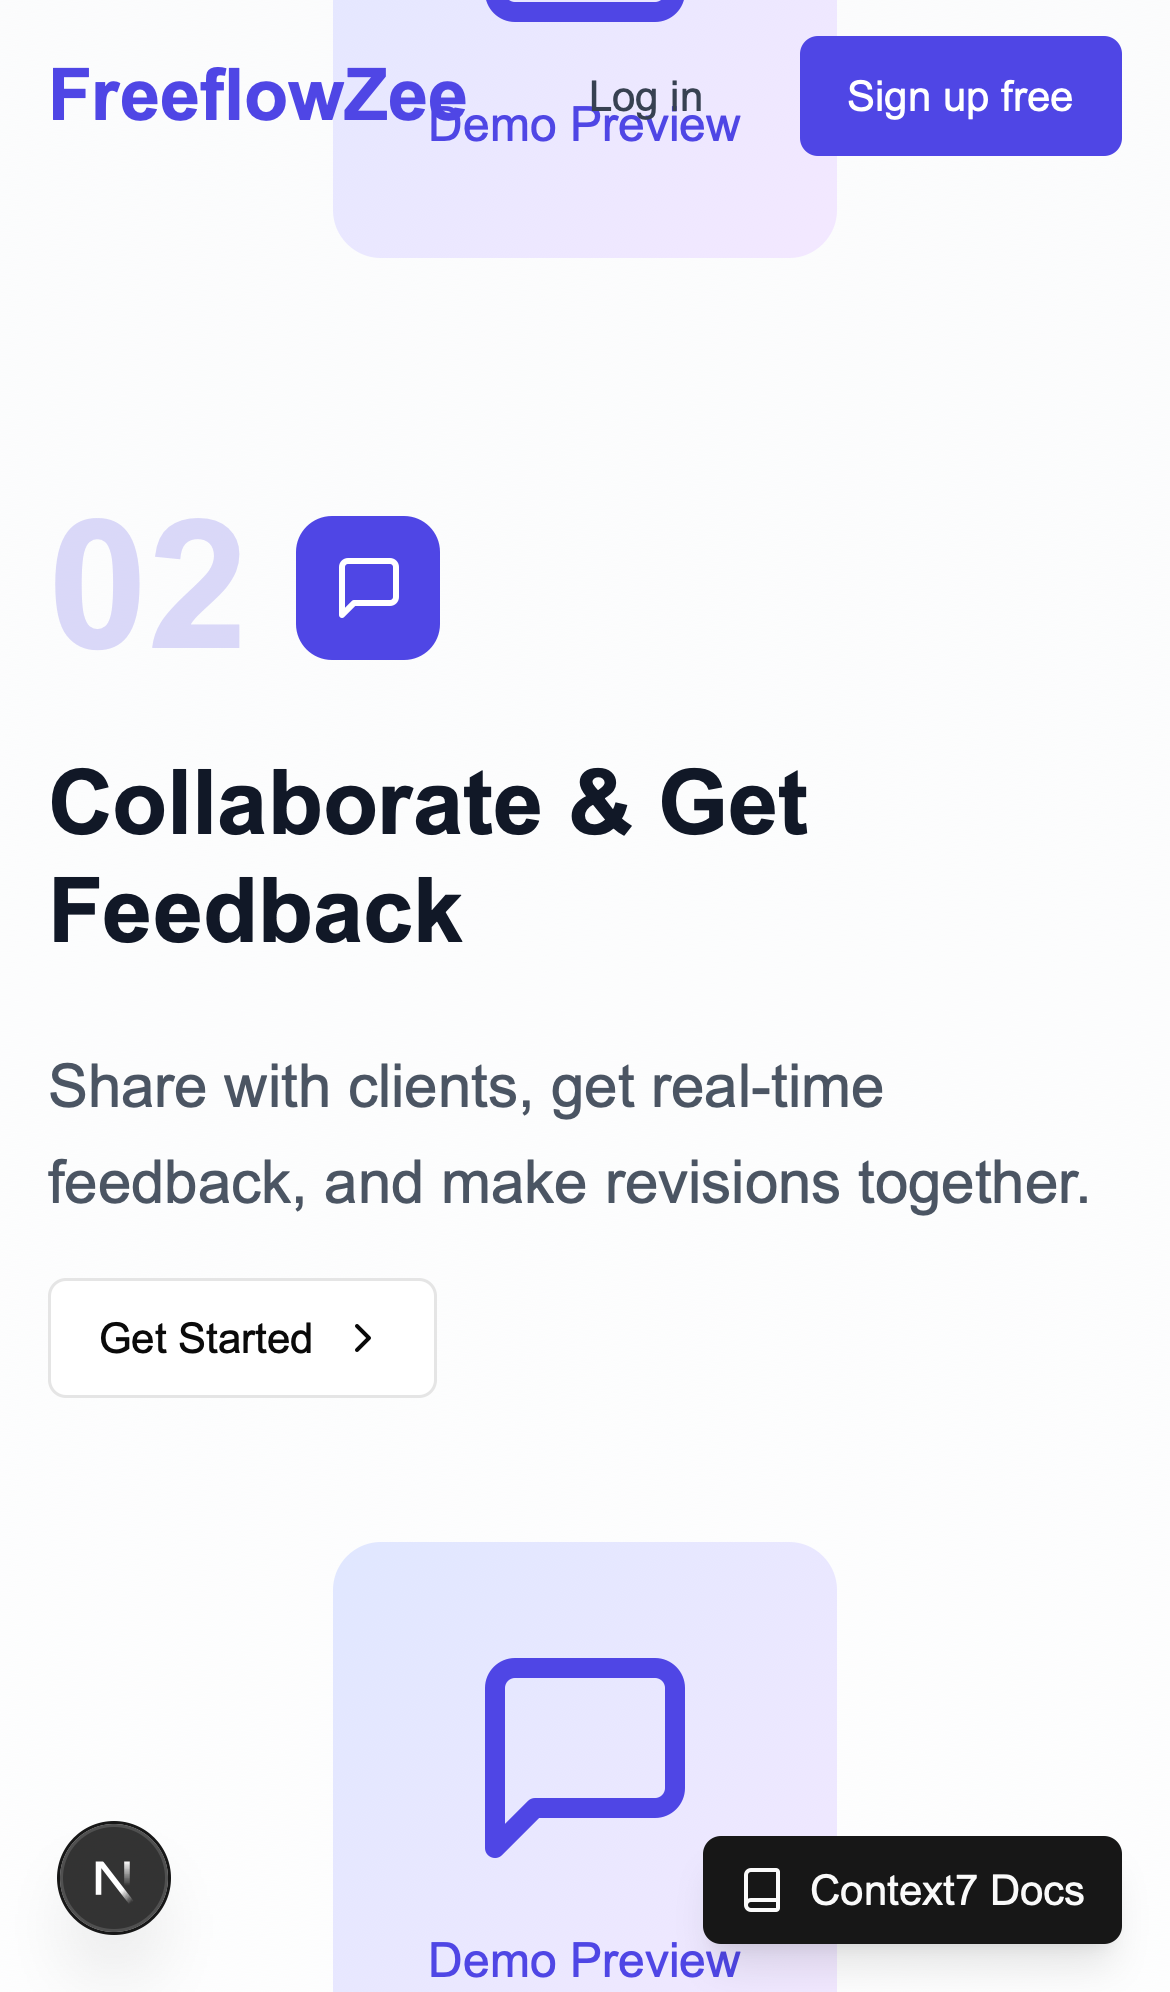 FreeflowZee
Log in
Sign up free
Demo Preview
02
Collaborate & Get
Feedback
Share with clients, get real-time
feedback, and make revisions together.
Get Started
N
Context7 Docs
Demo Preview